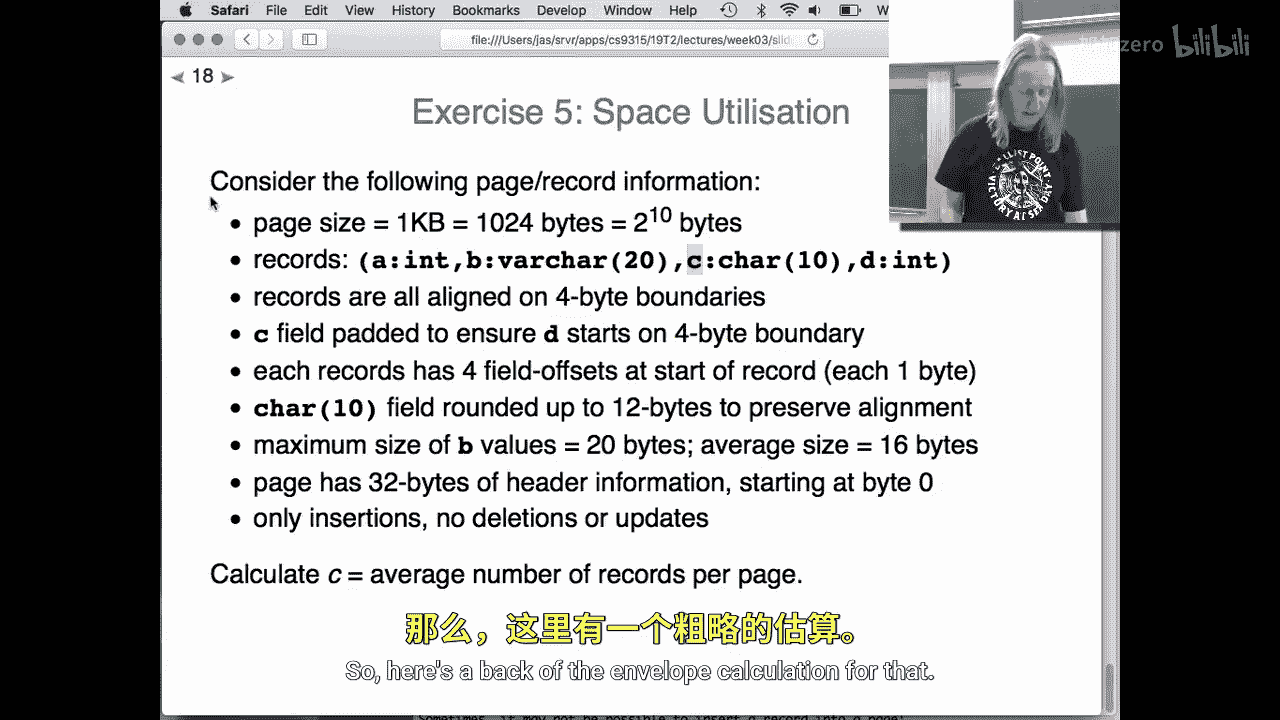 Safari File Edit View History Bookmarks Develop Window Help
file:///Users/jas/srvr/apps/cs9315/19T2/lectures/week03/slid
zero bilibili
18
Exercise 5: Space Utilisation
Consider the following page/record information:
• page size = 1KB = 1024 bytes = 2¹⁰ bytes
• records: (a:int,b:varchar(20),c:char(10),d:int)
• records are all aligned on 4-byte boundaries
• c field padded to ensure d starts on 4-byte boundary
• each records has 4 field-offsets at start of record (each 1 byte)
• char(10) field rounded up to 12-bytes to preserve alignment
• maximum size of b values = 20 bytes; average size = 16 bytes
• page has 32-bytes of header information, starting at byte 0
• only insertions, no deletions or updates
Calculate c = average number of records per page.
那么，这里有一个粗略的估算。
So, here's a back of the envelope calculation for that.